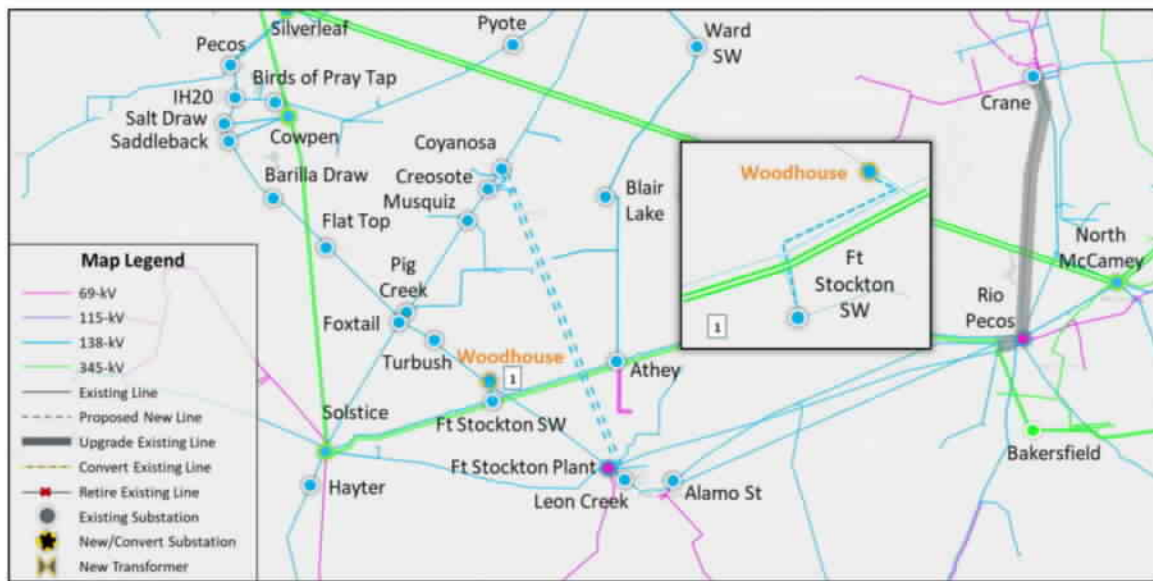 Silverleaf
Pyote
Ward
SW
Pecos
Birds of Pray Tap
IH20
Salt Draw
Saddleback
Cowpen
Crane
Coyanosa
Creosote
Musquiz
Barilla Draw
Flat Top
Blair
Lake
Woodhouse
Ft
Stockton
SW
1
North
McCamey
Rio
Pecos
Pig
Creek
Foxtail
Turbush
Woodhouse
1
Athey
Solstice
Ft Stockton SW
Bakersfield
Ft Stockton Plant
Hayter
Leon Creek
Alamo St
Map Legend
69-kV
115-kV
138-kV
345-kV
Existing Line
Proposed New Line
Upgrade Existing Line
Convert Existing Line
Retire Existing Line
Existing Substation
New/Convert Substation
New Transformer